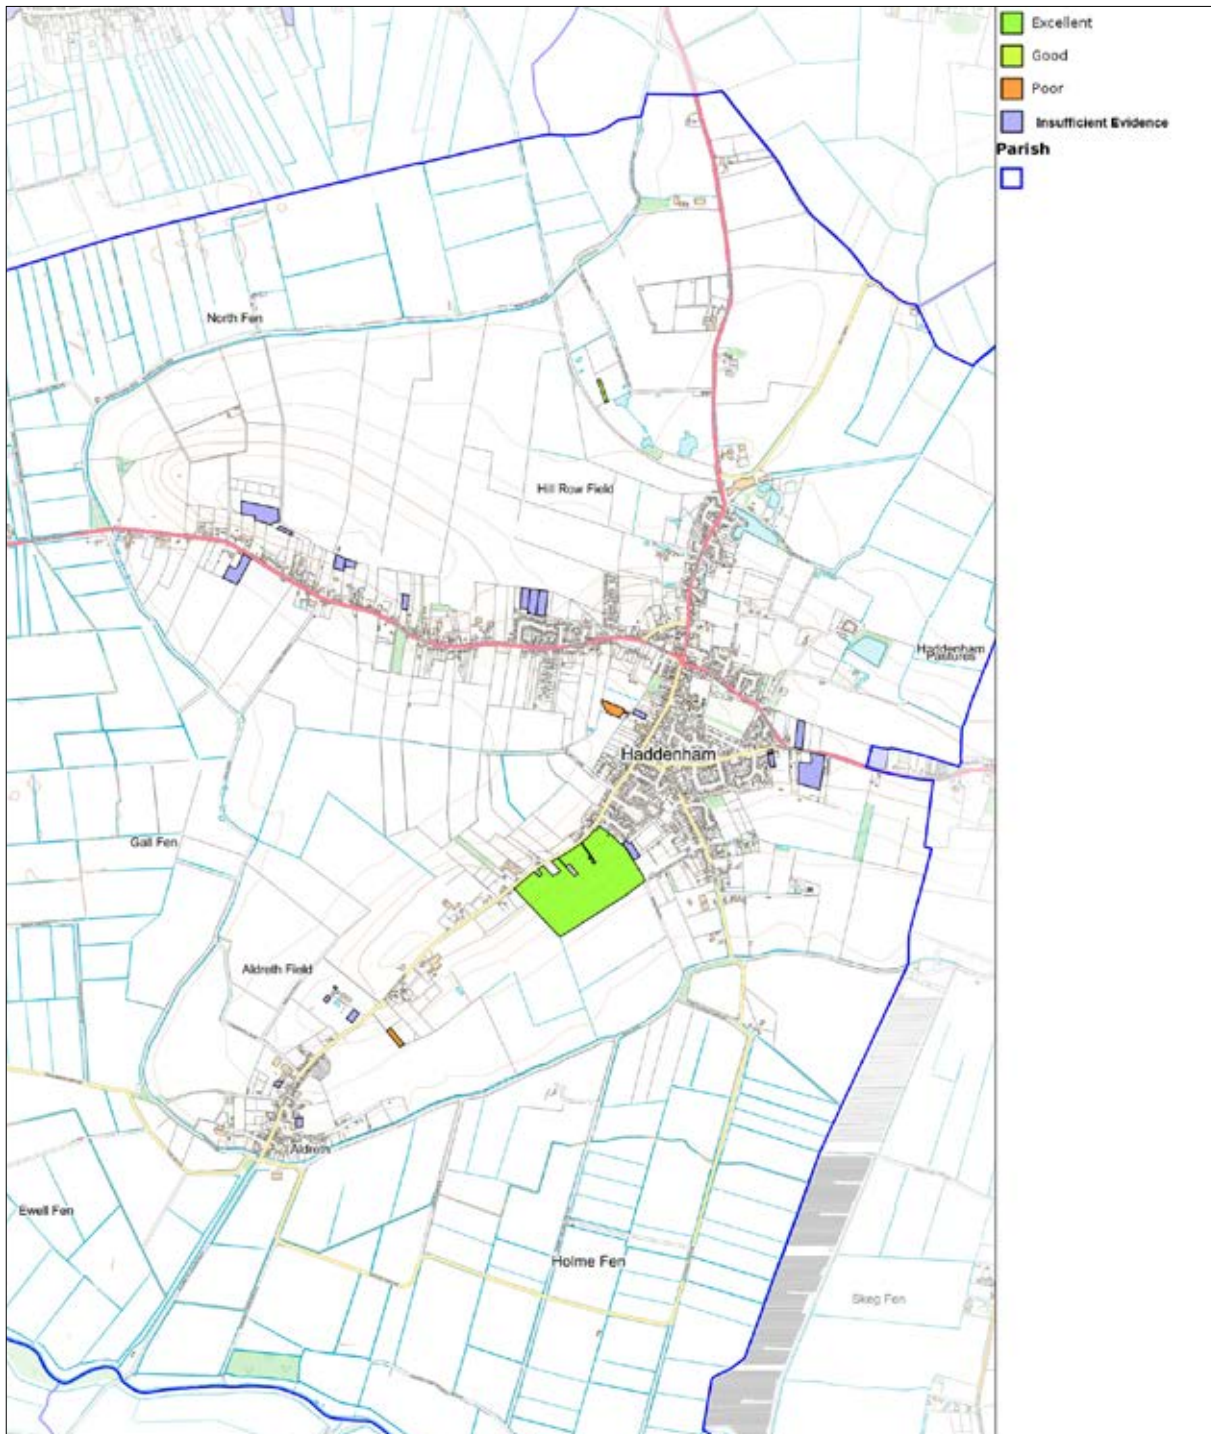 Excellent
Good
Poor
Insufficient Evidence
Parish
North Fen
Hill Row Field
Haddenham
Pastures
Haddenham
Gall Fen
Aldreth Field
Aldreth
Ewell Fen
Holme Fen
Skeg Fen